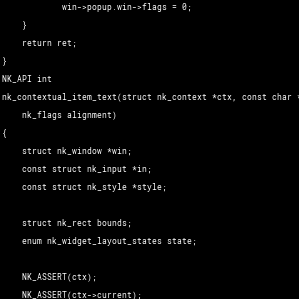 win->popup.win->flags = 0;
}
return ret;
}
NK_API int
nk_contextual_item_text(struct nk_context *ctx, const char *
nk_flags alignment)
{
struct nk_window *win;
const struct nk_input *in;
const struct nk_style *style;
struct nk_rect bounds;
enum nk_widget_layout_states state;
NK_ASSERT(ctx);
NK_ASSERT(ctx->current);